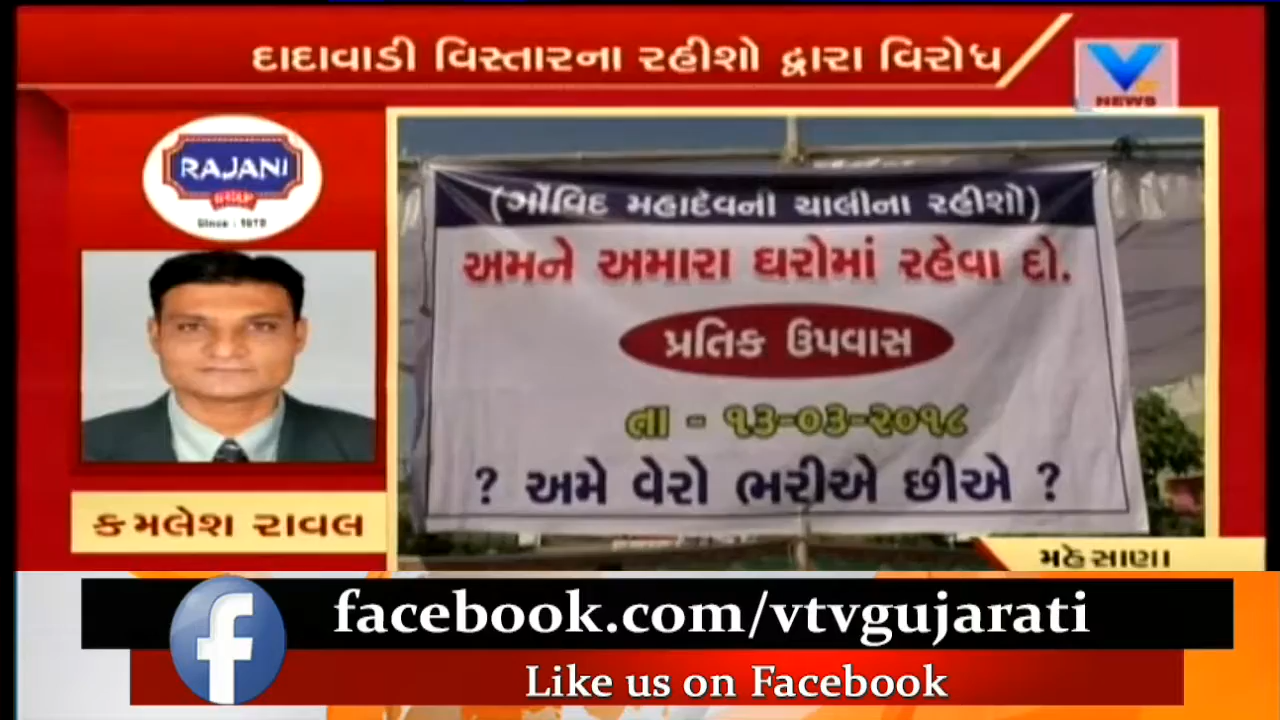 દાદાવાડી વિસ્તારના રહીશો દ્વારા વિરોધ
NEWS
RAJANI
Since : 1978
(ગૌવિંદ મહાદેવની ચાલીના રહીશો)
અમને અમારા ઘરોમાં રહેવા દો.
પ્રતિક ઉપવાસ
તા - ૧૩-૦૩-૨૦૧૮
? અમે વેરો ભરીએ છીએ ?
કમલેશ રાવલ
મહેસાણા
facebook.com/vtvgujarati
Like us on Facebook